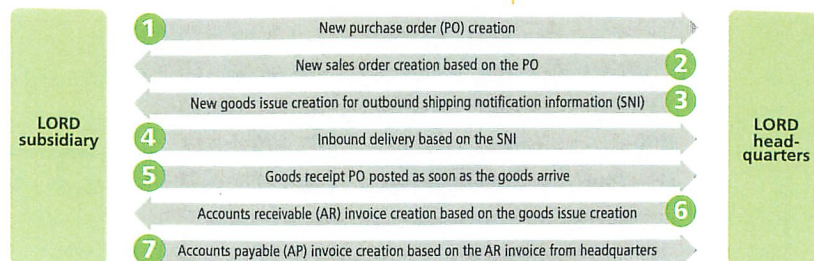 LORD
subsidiary
1 New purchase order (PO) creation
New sales order creation based on the PO 2
New goods issue creation for outbound shipping notification information (SNI) 3
4 Inbound delivery based on the SNI
5 Goods receipt PO posted as soon as the goods arrive
Accounts receivable (AR) invoice creation based on the goods issue creation 6
7 Accounts payable (AP) invoice creation based on the AR invoice from headquarters
LORD
head-
quarters